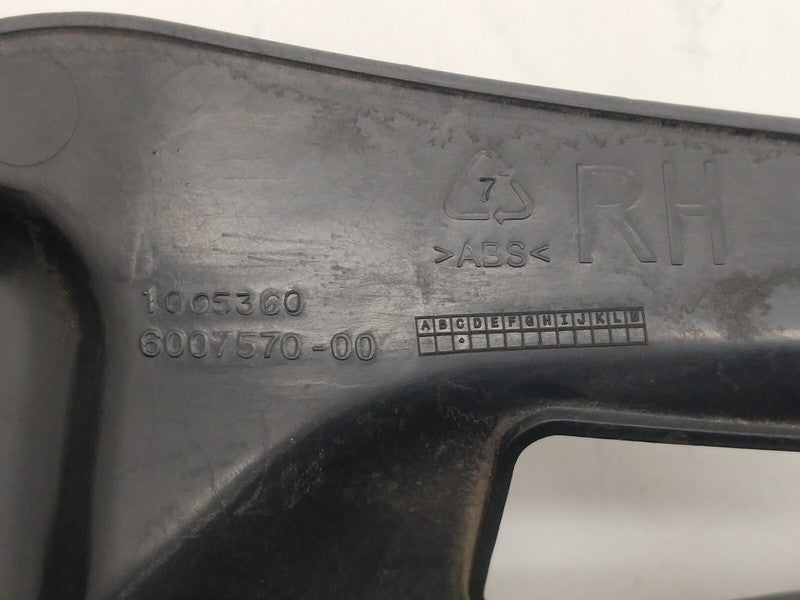 7
>ABS<
RH
1005360
6007570-00
A B C D E F G H I J K L M